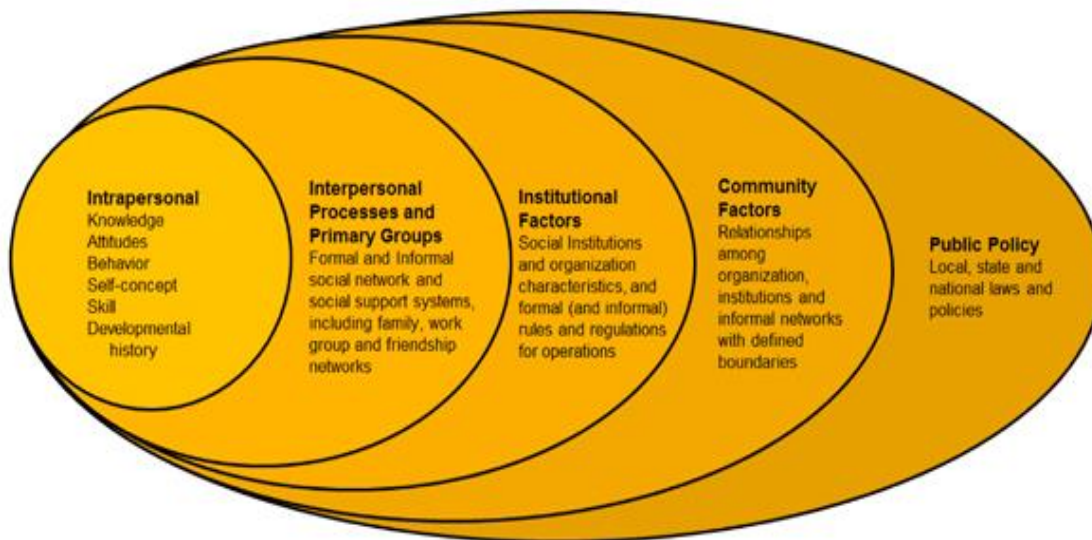 Intrapersonal
Knowledge
Attitudes
Behavior
Self-concept
Skill
Developmental
history
Interpersonal
Processes and
Primary Groups
Formal and Informal
social network and
social support systems,
including family, work
group and friendship
networks
Institutional
Factors
Social Institutions
and organization
characteristics, and
formal (and informal)
rules and regulations
for operations
Community
Factors
Relationships
among
organization,
institutions and
informal networks
with defined
boundaries
Public Policy
Local, state and
national laws and
policies